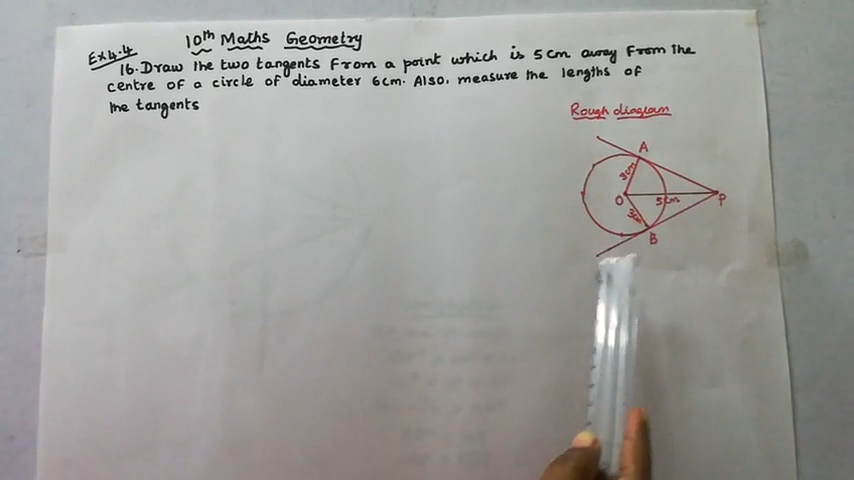 Ex 4.4
10th Maths Geometry
16. Draw the two tangents from a point which is 5cm away from the
centre of a circle of diameter 6cm. Also, measure the lengths of
the tangents
Rough diagram
A
3cm
O
5cm
P
3cm
B